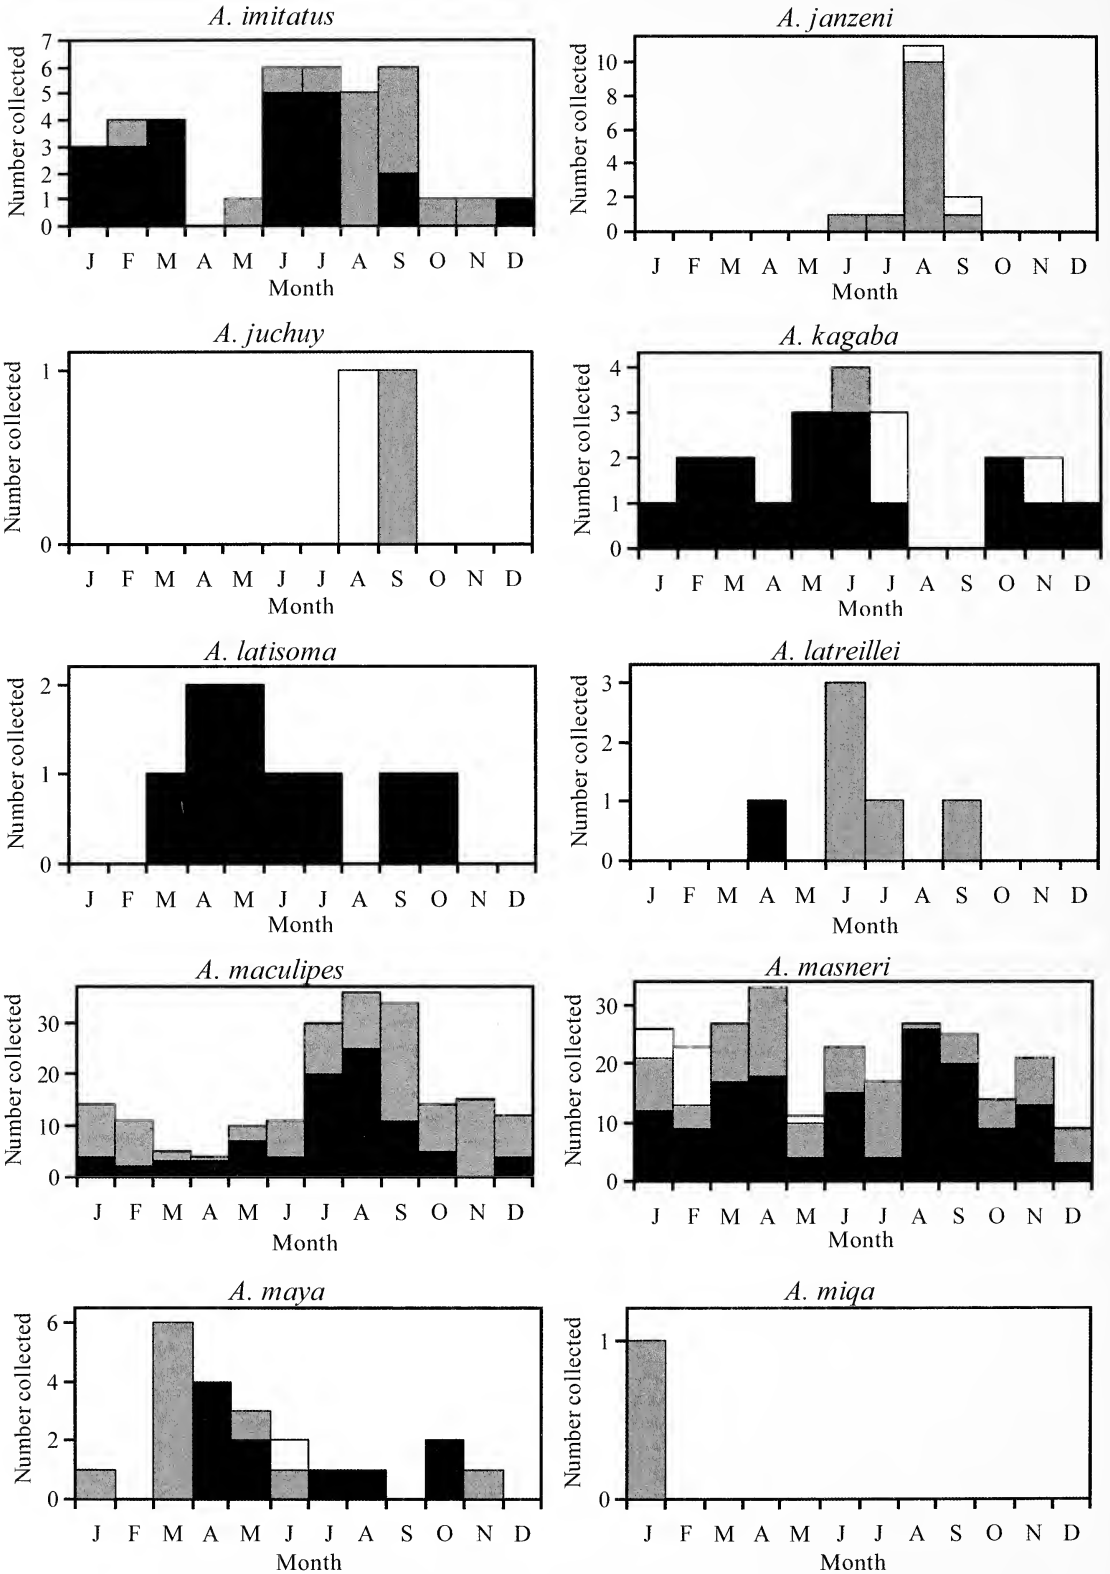 A. imitatus
Number collected
7
6
5
4
3
2
1
0
J F M A M J J A S O N D
Month
A. janzeni
Number collected
10
8
6
4
2
0
J F M A M J J A S O N D
Month
A. juchuy
Number collected
1
0
J F M A M J J A S O N D
Month
A. kagaba
Number collected
4
3
2
1
0
J F M A M J J A S O N D
Month
A. latisoma
Number collected
2
1
0
J F M A M J J A S O N D
Month
A. latreillei
Number collected
3
2
1
0
J F M A M J J A S O N D
Month
A. maculipes
Number collected
30
20
10
0
J F M A M J J A S O N D
Month
A. masneri
Number collected
30
20
10
0
J F M A M J J A S O N D
Month
A. maya
Number collected
6
4
2
0
J F M A M J J A S O N D
Month
A. miqa
Number collected
1
0
J F M A M J J A S O N D
Month